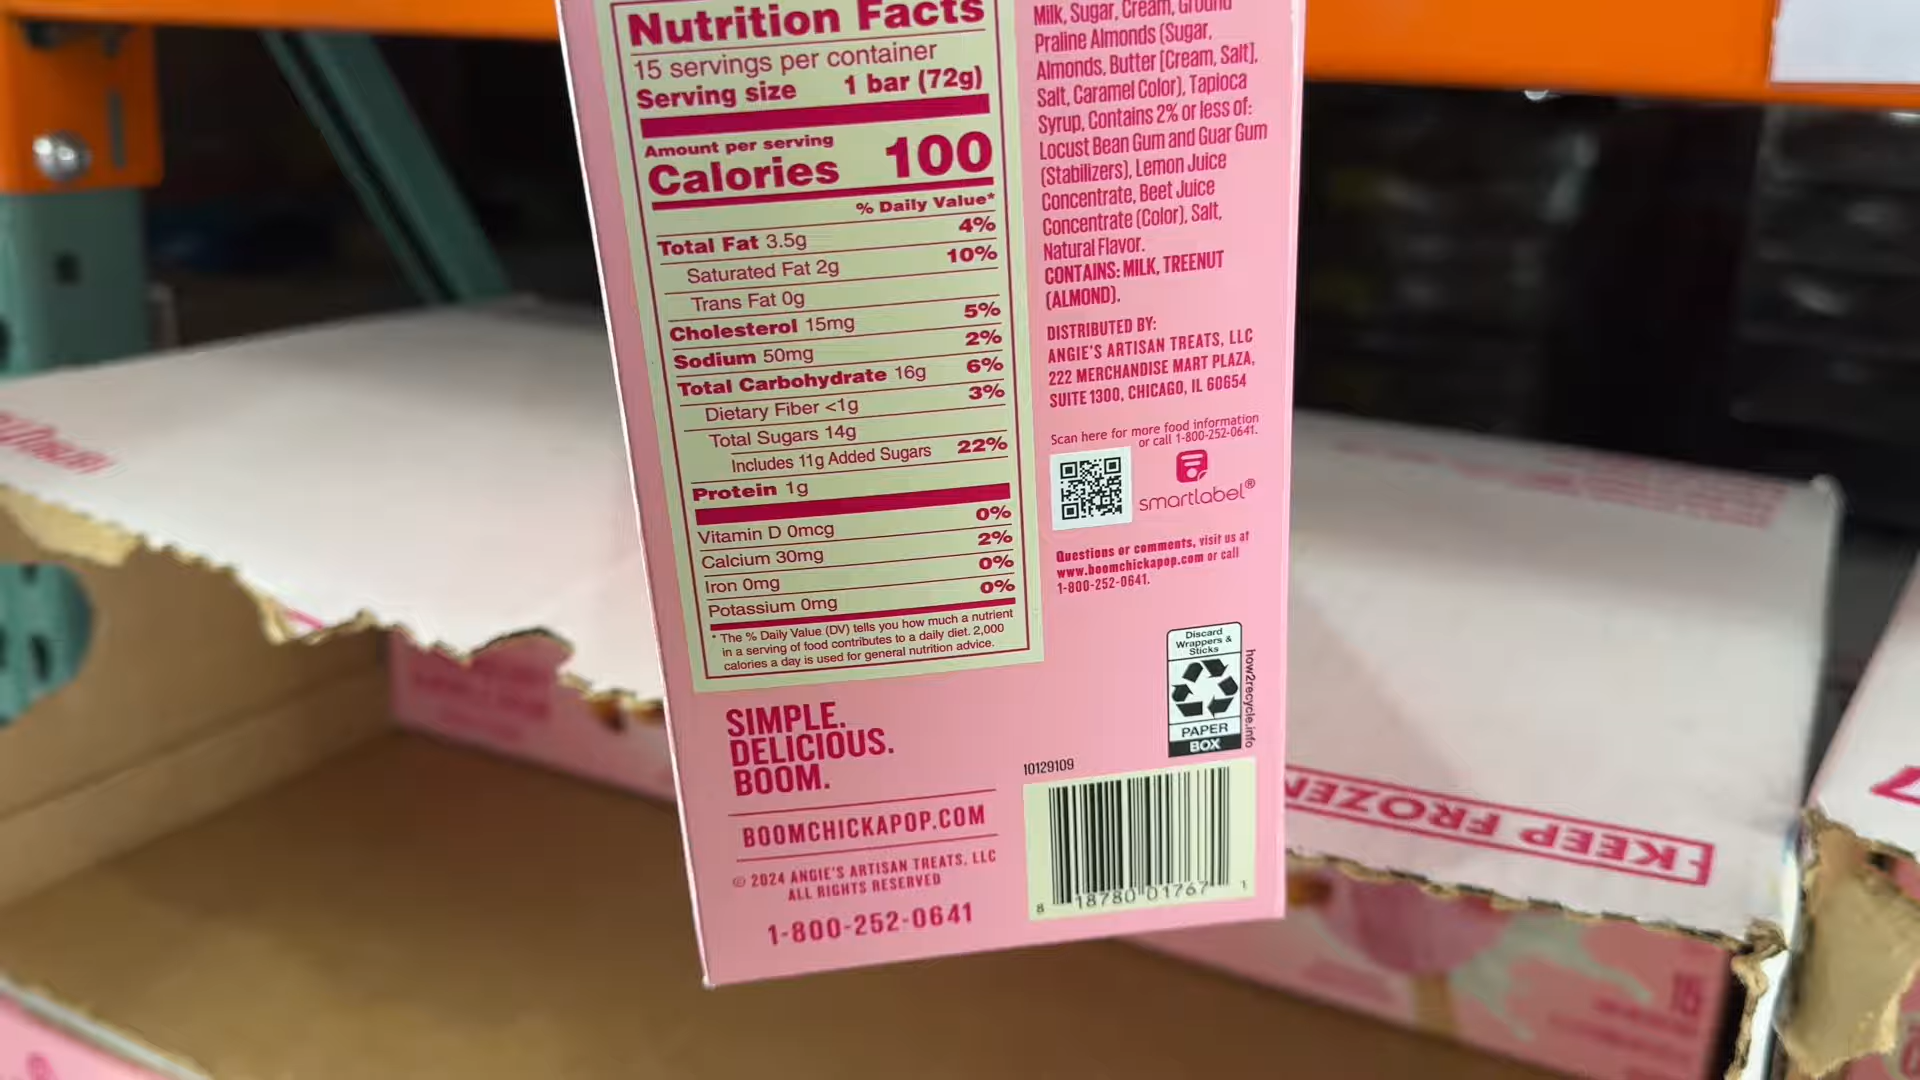 Nutrition Facts
15 servings per container
Serving size 1 bar (72g)
Amount per serving
Calories 100
% Daily Value*
Total Fat 3.5g 4%
Saturated Fat 2g 10%
Trans Fat 0g
Cholesterol 15mg 5%
Sodium 50mg 2%
Total Carbohydrate 16g 6%
Dietary Fiber <1g 3%
Total Sugars 14g
Includes 11g Added Sugars 22%
Protein 1g
Vitamin D 0mcg 0%
Calcium 30mg 2%
Iron 0mg 0%
Potassium 0mg 0%
* The % Daily Value (DV) tells you how much a nutrient
in a serving of food contributes to a daily diet. 2,000
calories a day is used for general nutrition advice.
SIMPLE.
DELICIOUS.
BOOM.
BOOMCHICKAPOP.COM
© 2024 ANGIE'S ARTISAN TREATS, LLC
ALL RIGHTS RESERVED
1-800-252-0641
Milk, Sugar, Cream, Ground
Praline Almonds (Sugar,
Almonds, Butter [Cream, Salt],
Salt, Caramel Color), Tapioca
Syrup, Contains 2% or less of:
Locust Bean Gum and Guar Gum
(Stabilizers), Lemon Juice
Concentrate, Beet Juice
Concentrate (Color), Salt,
Natural Flavor.
CONTAINS: MILK, TREENUT
(ALMOND).
DISTRIBUTED BY:
ANGIE'S ARTISAN TREATS, LLC
222 MERCHANDISE MART PLAZA,
SUITE 1300, CHICAGO, IL 60654
Scan here for more food information
or call 1-800-252-0641.
smartlabel®
Questions or comments, visit us at
www.boomchickapop.com or call
1-800-252-0641.
Discard
Wrappers &
Sticks
PAPER
BOX
how2recycle.info
10129109
8 18780 01767 1
KEEP FROZEN
15